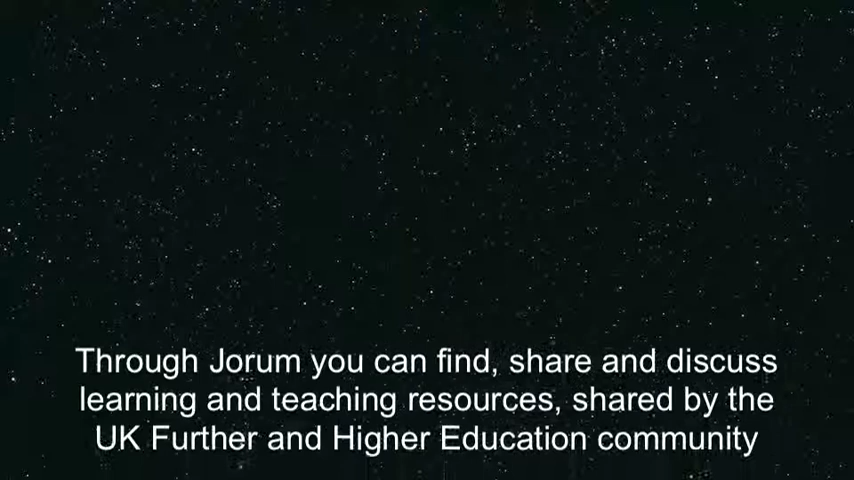 Through Jorum you can find, share and discuss
learning and teaching resources, shared by the
UK Further and Higher Education community